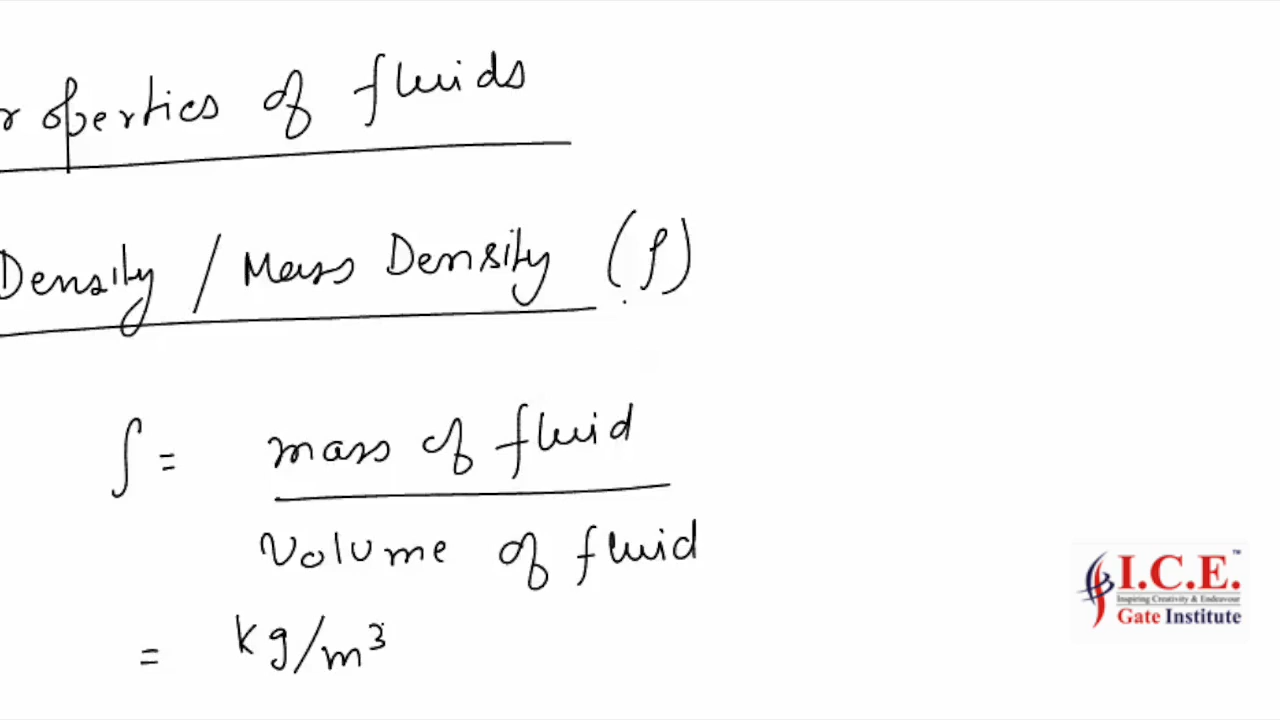 roperties of fluids
Density / Mass Density (ρ)
ρ = mass of fluid
Volume of fluid
= kg/m³
I.C.E.™
Inspiring Creativity & Endeavour
Gate Institute